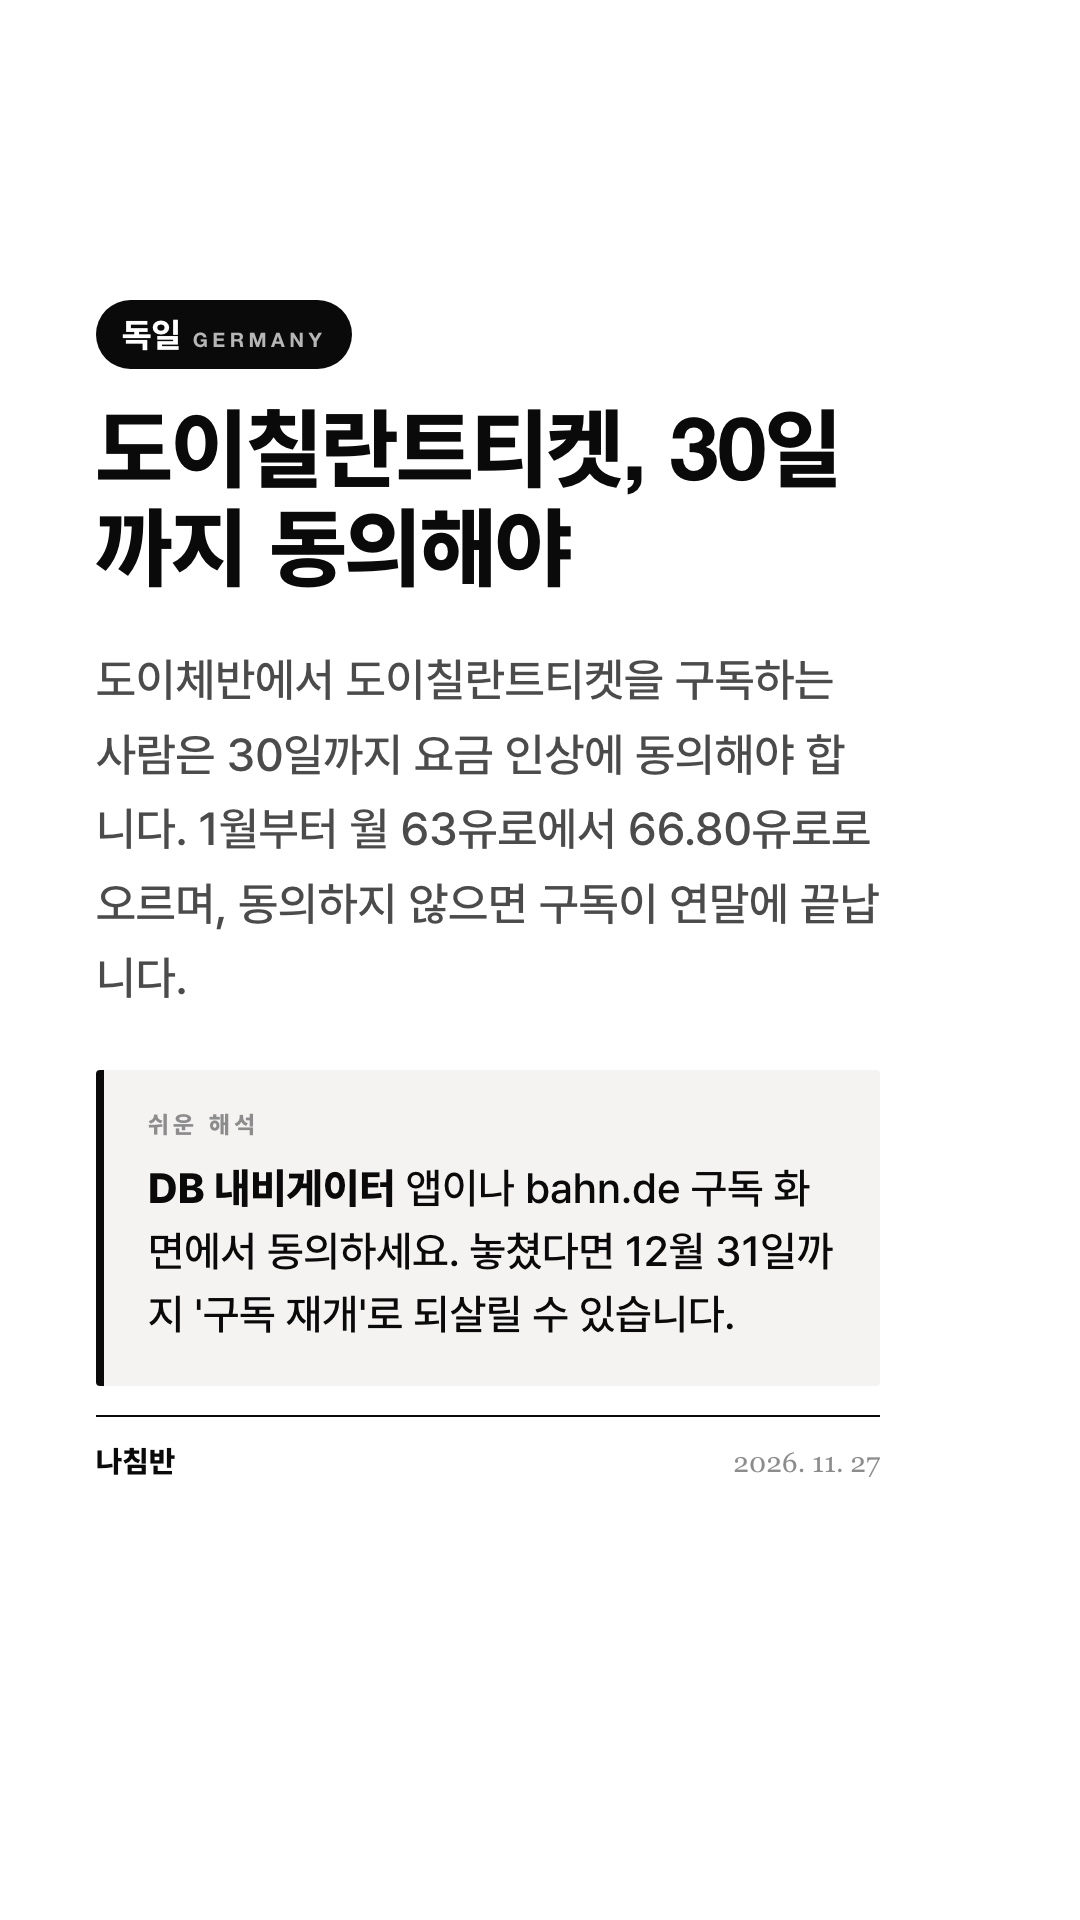 독일 GERMANY
도이칠란트티켓, 30일
까지 동의해야
도이체반에서 도이칠란트티켓을 구독하는
사람은 30일까지 요금 인상에 동의해야 합
니다. 1월부터 월 63유로에서 66.80유로로
오르며, 동의하지 않으면 구독이 연말에 끝납
니다.
쉬운 해석
DB 내비게이터 앱이나 bahn.de 구독 화
면에서 동의하세요. 놓쳤다면 12월 31일까
지 '구독 재개'로 되살릴 수 있습니다.
나침반
2026. 11. 27